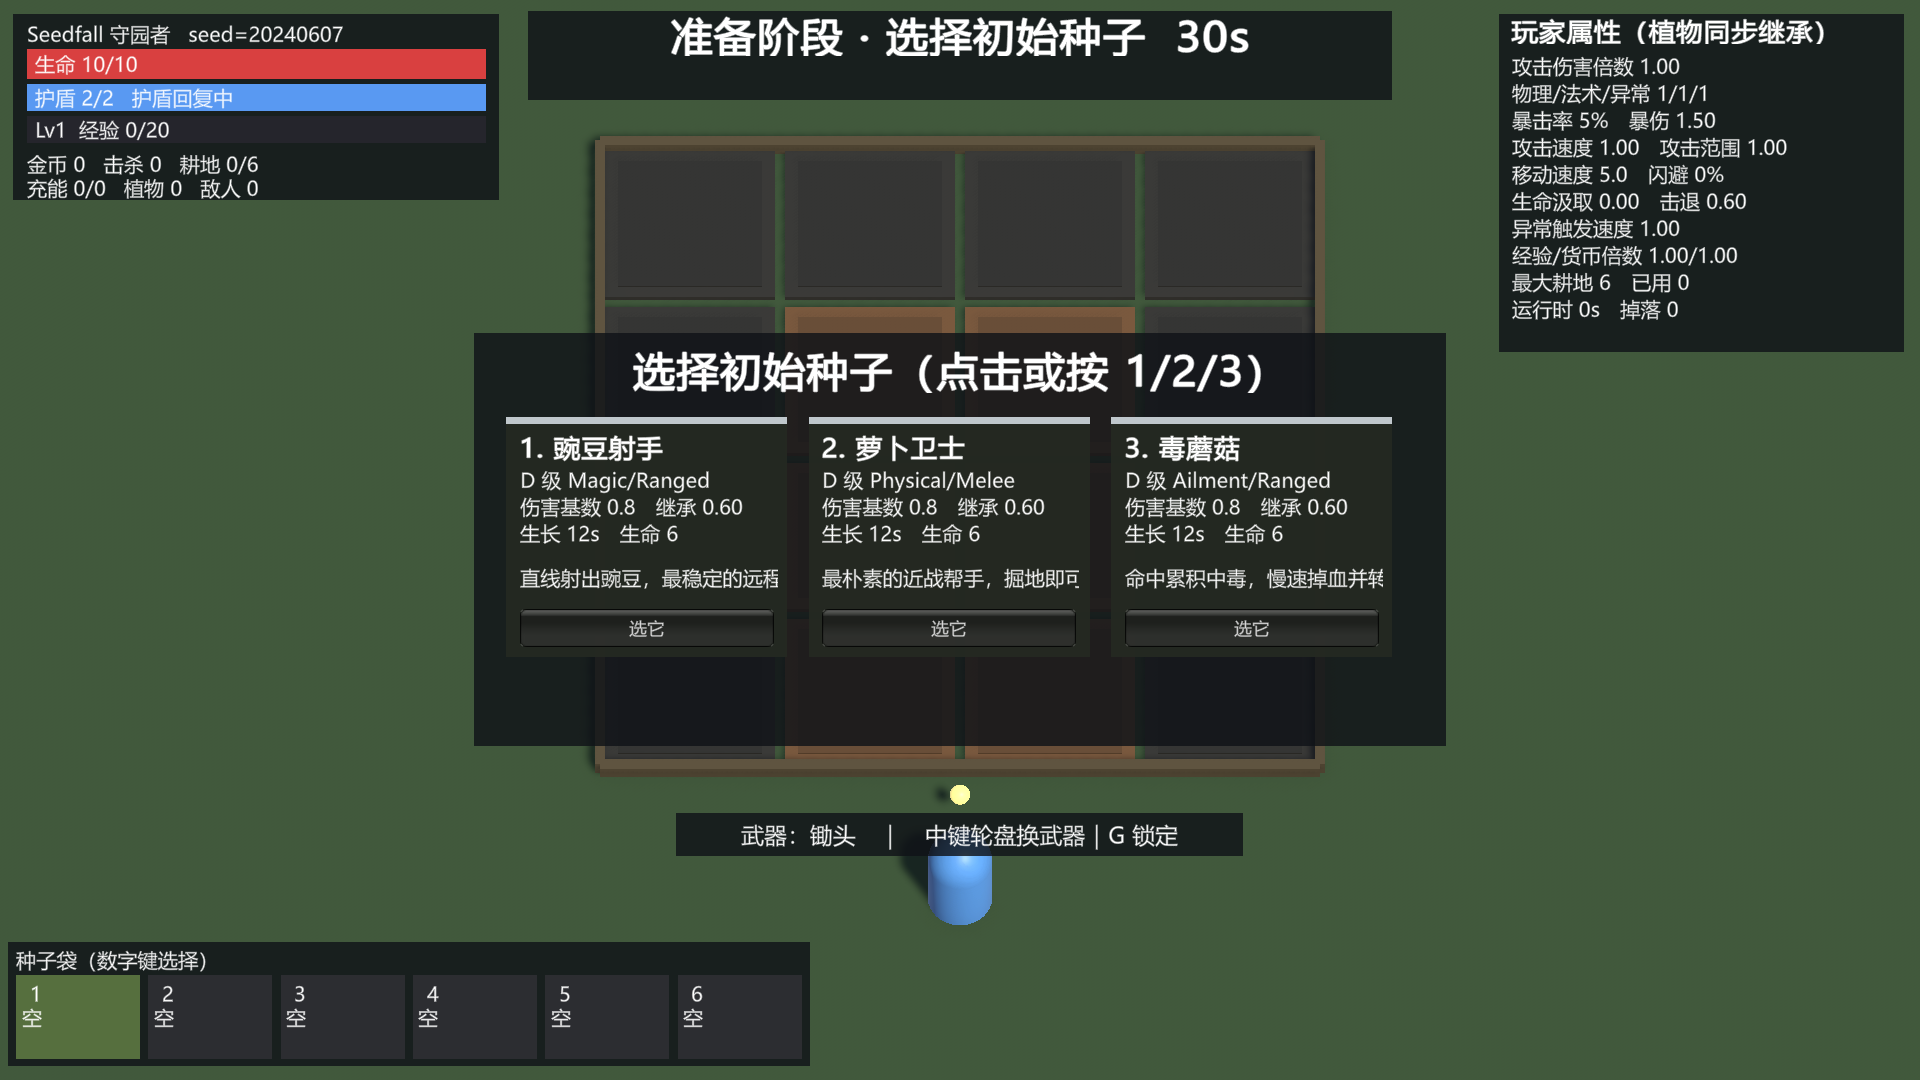 Seedfall 守园者 seed=20240607
生命 10/10
护盾 2/2 护盾回复中
Lv1 经验 0/20
金币 0 击杀 0 耕地 0/6
充能 0/0 植物 0 敌人 0
准备阶段 · 选择初始种子 30s
玩家属性（植物同步继承）
攻击伤害倍数 1.00
物理/法术/异常 1/1/1
暴击率 5% 暴伤 1.50
攻击速度 1.00 攻击范围 1.00
移动速度 5.0 闪避 0%
生命汲取 0.00 击退 0.60
异常触发速度 1.00
经验/货币倍数 1.00/1.00
最大耕地 6 已用 0
运行时 0s 掉落 0
选择初始种子（点击或按 1/2/3）
1. 豌豆射手
D 级 Magic/Ranged
伤害基数 0.8 继承 0.60
生长 12s 生命 6
直线射出豌豆，最稳定的远程
选它
2. 萝卜卫士
D 级 Physical/Melee
伤害基数 0.8 继承 0.60
生长 12s 生命 6
最朴素的近战帮手，掘地即可
选它
3. 毒蘑菇
D 级 Ailment/Ranged
伤害基数 0.8 继承 0.60
生长 12s 生命 6
命中累积中毒，慢速掉血并转
选它
武器：锄头 | 中键轮盘换武器 | G 锁定
种子袋（数字键选择）
1
空
2
空
3
空
4
空
5
空
6
空